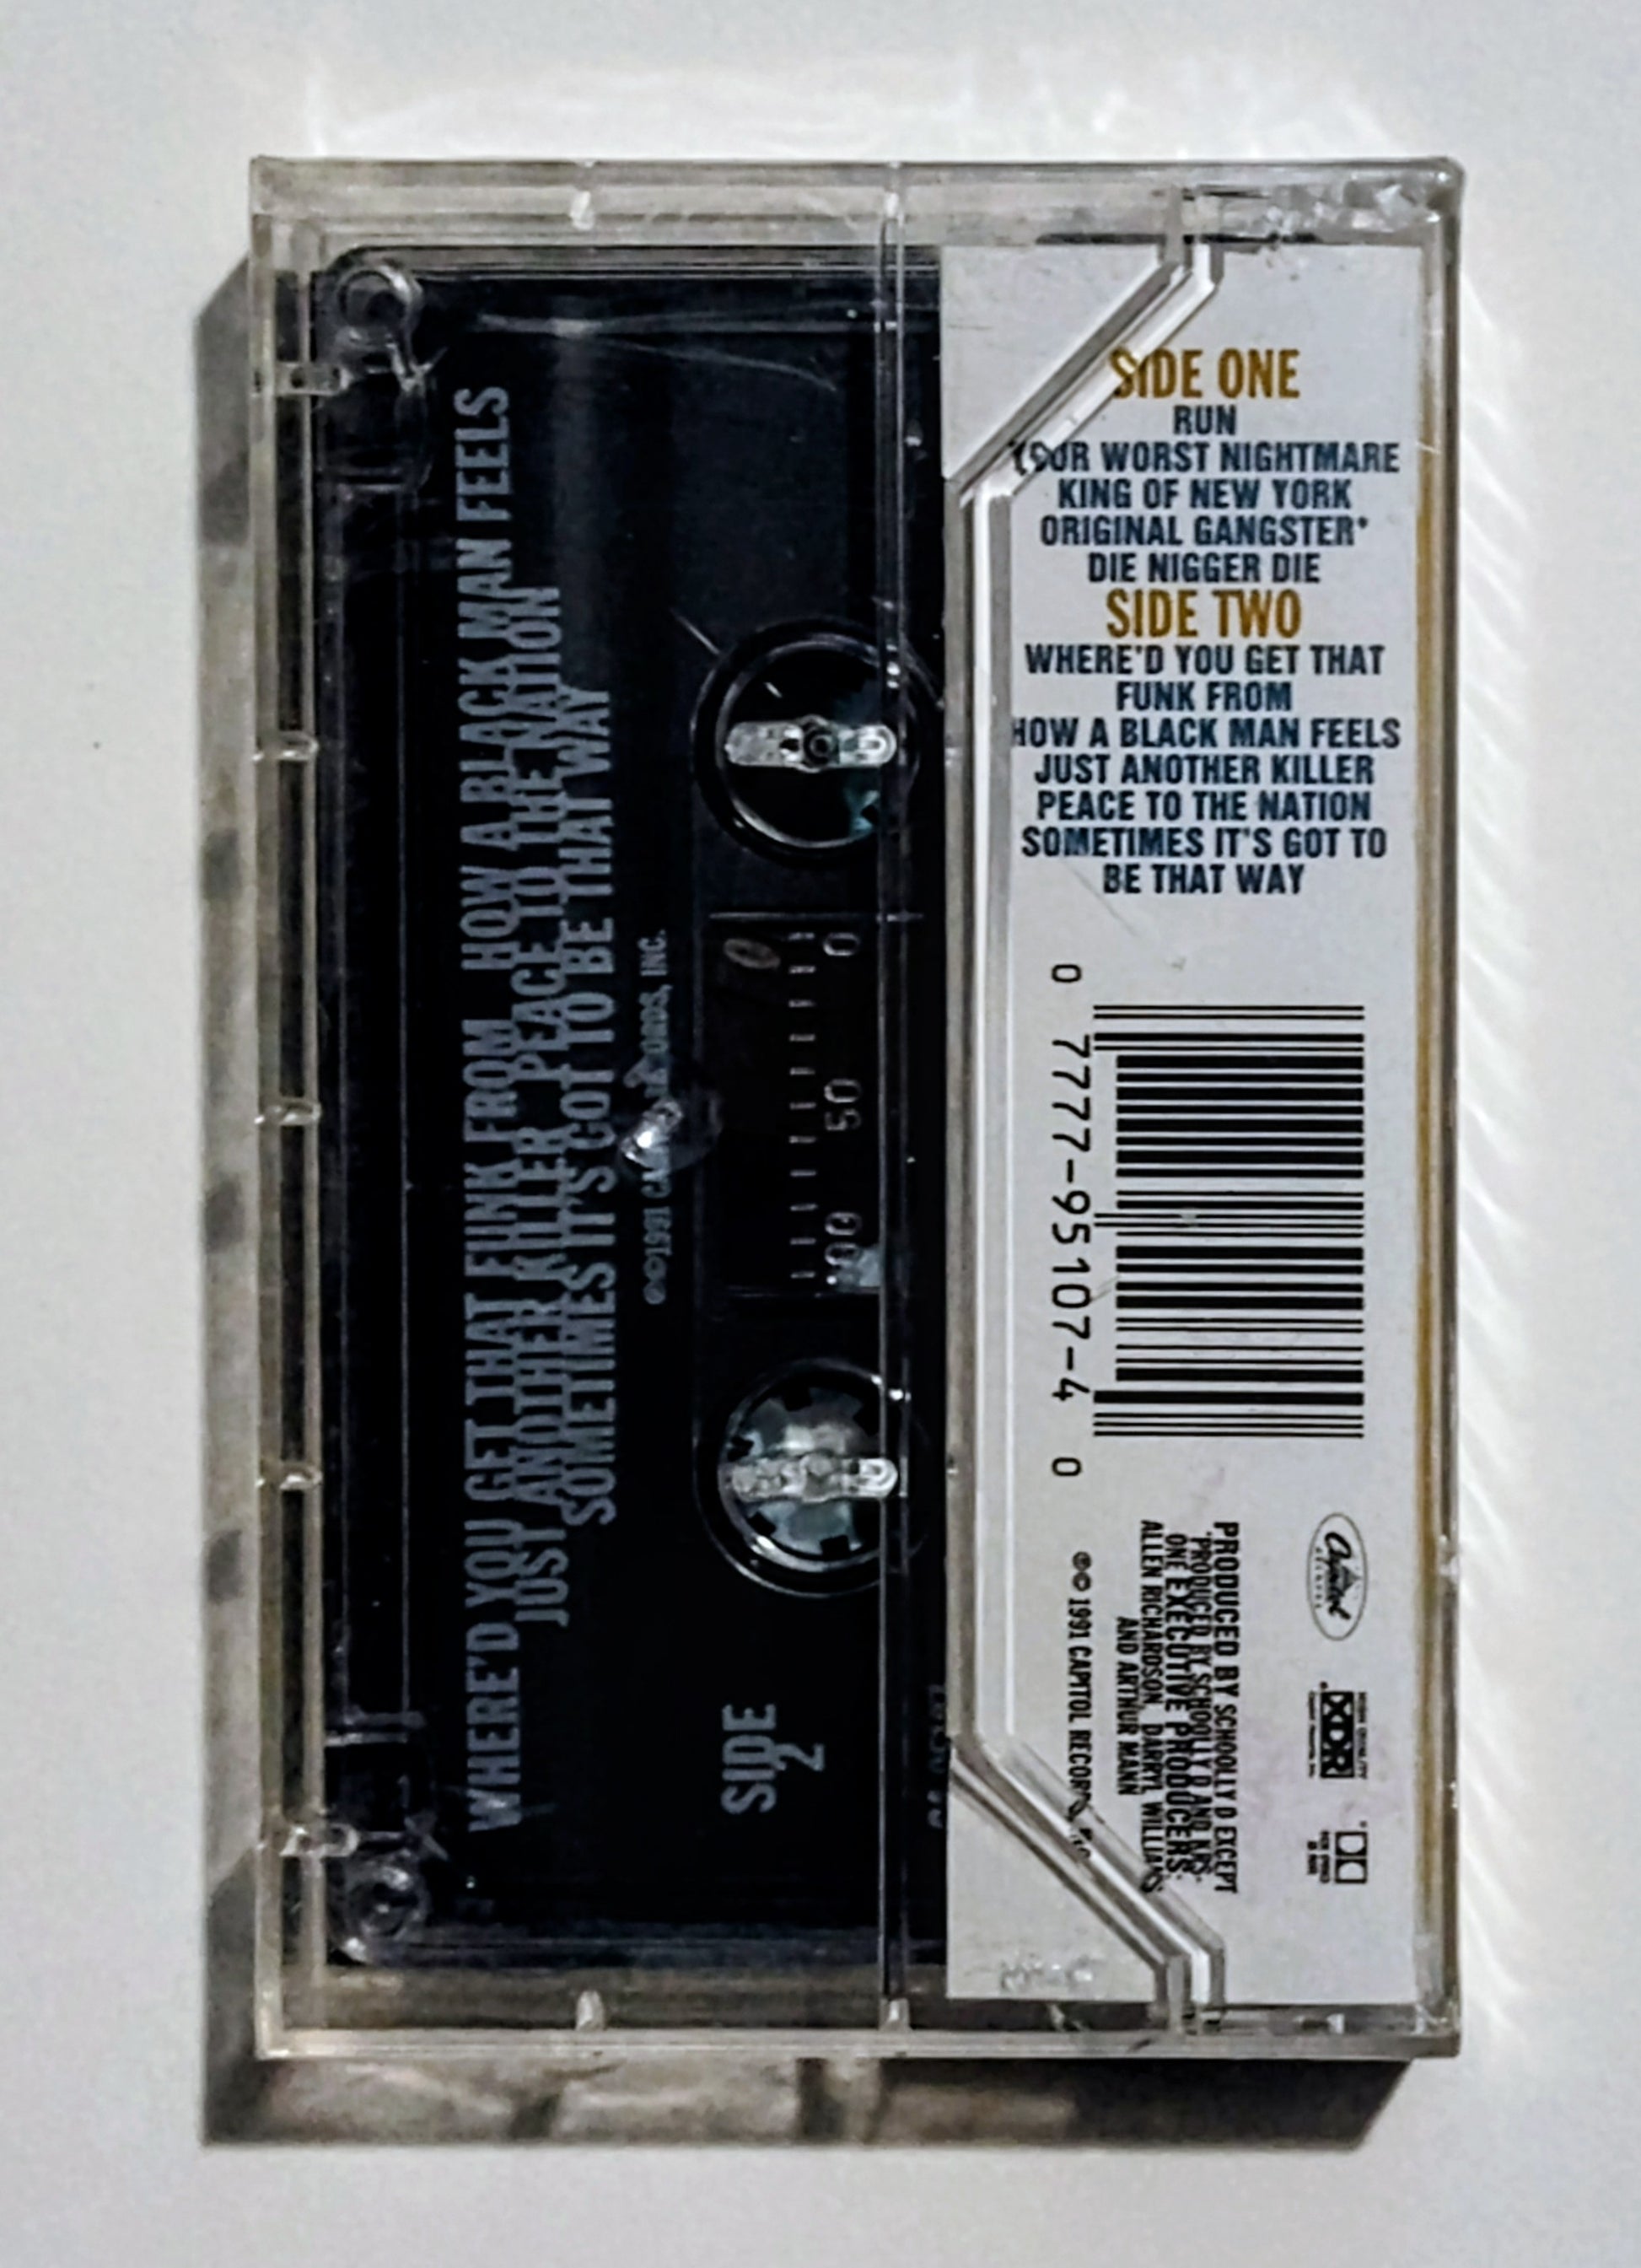 SIDE ONE
RUN
YOUR WORST NIGHTMARE
KING OF NEW YORK
ORIGINAL GANGSTER*
DIE NIGGER DIE
SIDE TWO
WHERE'D YOU GET THAT
FUNK FROM
HOW A BLACK MAN FEELS
JUST ANOTHER KILLER
PEACE TO THE NATION
SOMETIMES IT'S GOT TO
BE THAT WAY
0 7777-95107-4 0
Capitol
XDR
PRODUCED BY SCHOOLLY D EXCEPT
*PRODUCED BY SCHOOLLY D AND KRS-
ONE EXECUTIVE PRODUCERS:
ALLEN RICHARDSON, DARRYL WILLIAMS
AND ARTHUR MANN
℗© 1991 CAPITOL RECORDS, INC.
WHERE'D YOU GET THAT FUNK FROM HOW A BLACK MAN FEELS
JUST ANOTHER KILLER PEACE TO THE NATION
SOMETIMES IT'S GOT TO BE THAT WAY
℗©1991 INC.
0 50 100
SIDE
2